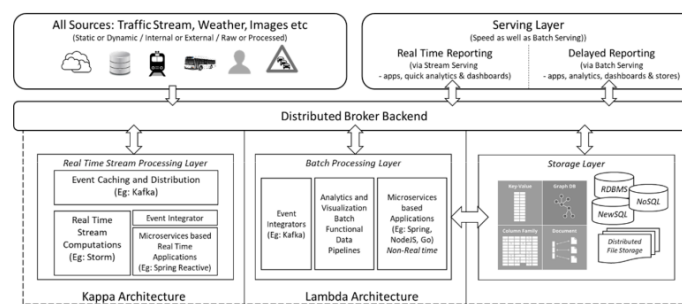 All Sources: Traffic Stream, Weather, Images etc
(Static or Dynamic / Internal or External / Raw or Processed)
Serving Layer
(Speed as well as Batch Serving))
Real Time Reporting
(via Stream Serving
- apps, quick analytics & dashboards)
Delayed Reporting
(via Batch Serving
- apps, analytics, dashboards & stores)
Distributed Broker Backend
Real Time Stream Processing Layer
Event Caching and Distribution
(Eg: Kafka)
Real Time
Stream
Computations
(Eg: Storm)
Event Integrator
Microservices based
Real Time
Applications
(Eg: Spring Reactive)
Kappa Architecture
Batch Processing Layer
Event
Integrators
(Eg: Kafka)
Analytics and
Visualization
Batch
Functional
Data
Pipelines
Microservices
based
Applications
(Eg: Spring,
NodeJS, Go)
Non-Real time
Lambda Architecture
Storage Layer
Key-Value
Graph DB
Column Family
Document
RDBMS
NoSQL
NewSQL
Distributed
File Storage